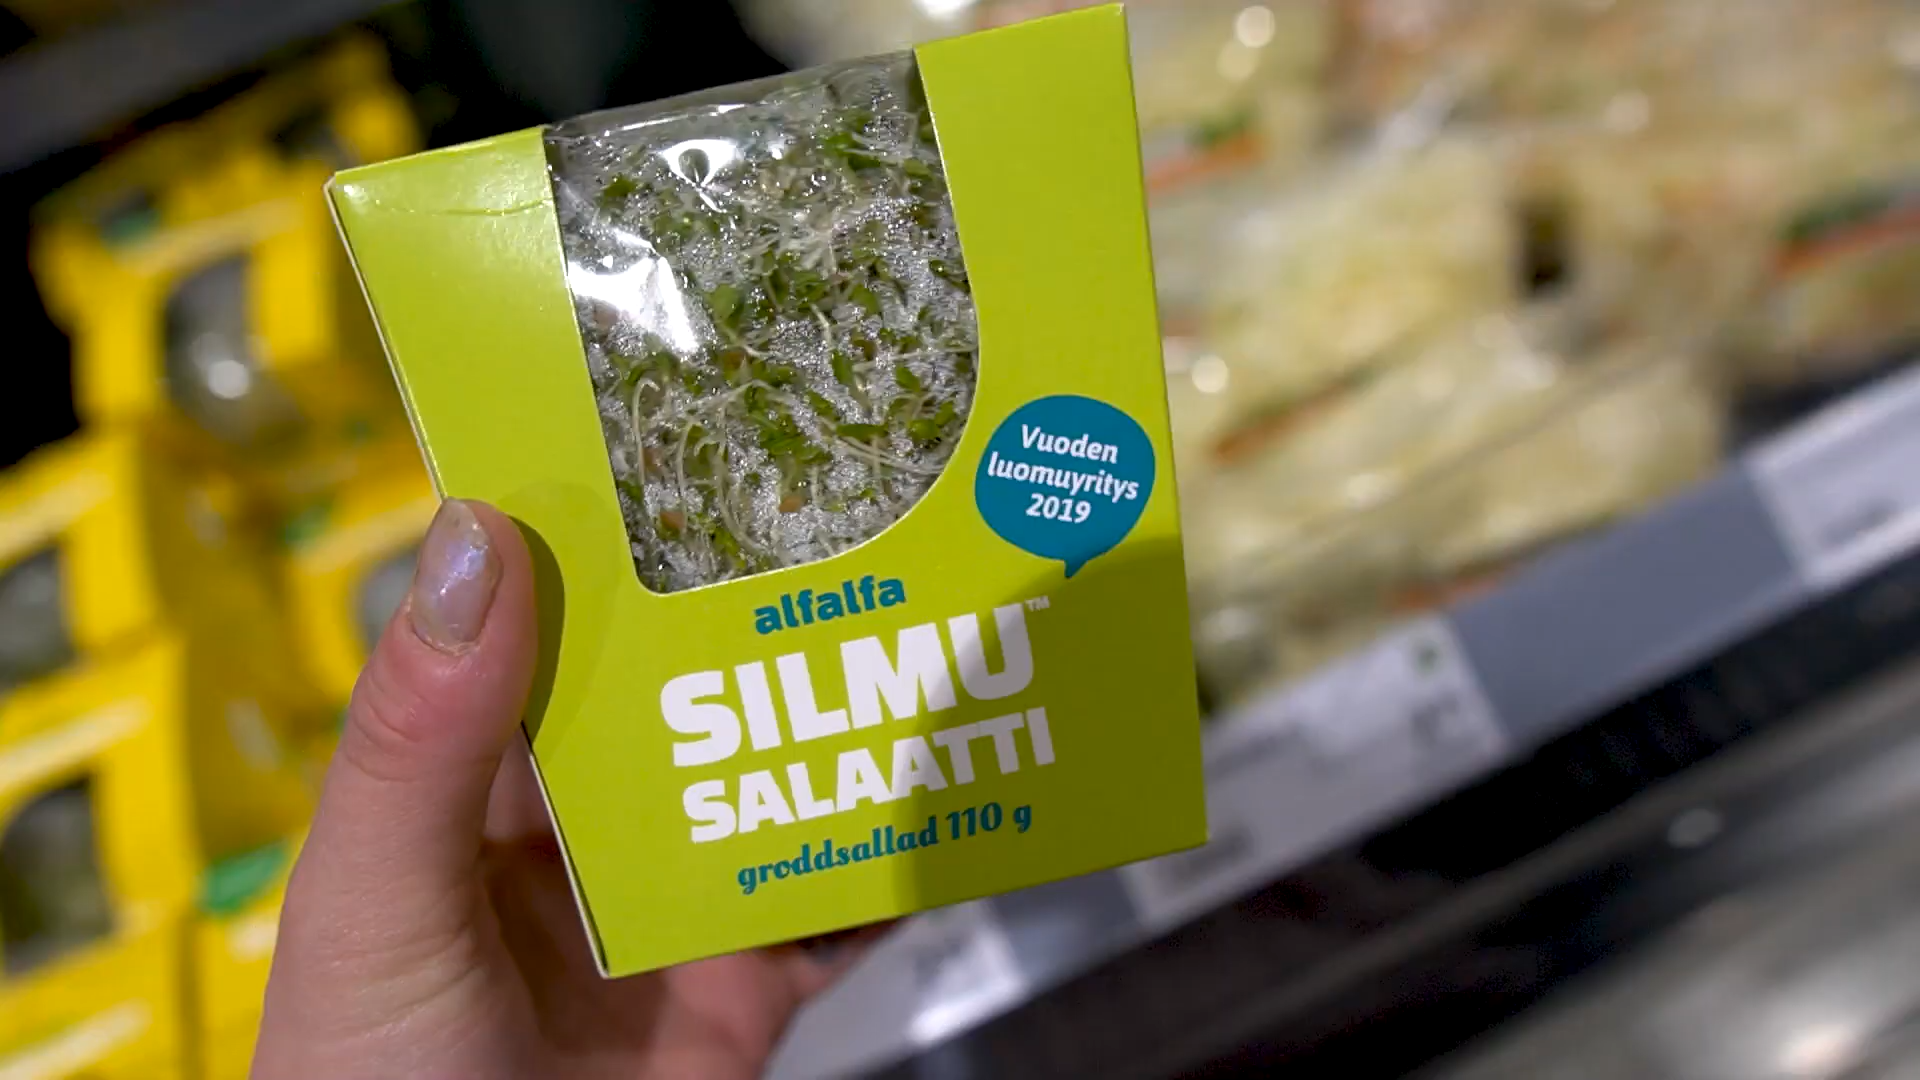 Vuoden
luomuyritys
2019
alfalfa
SILMU™
SALAATTI
groddsallad 110 g